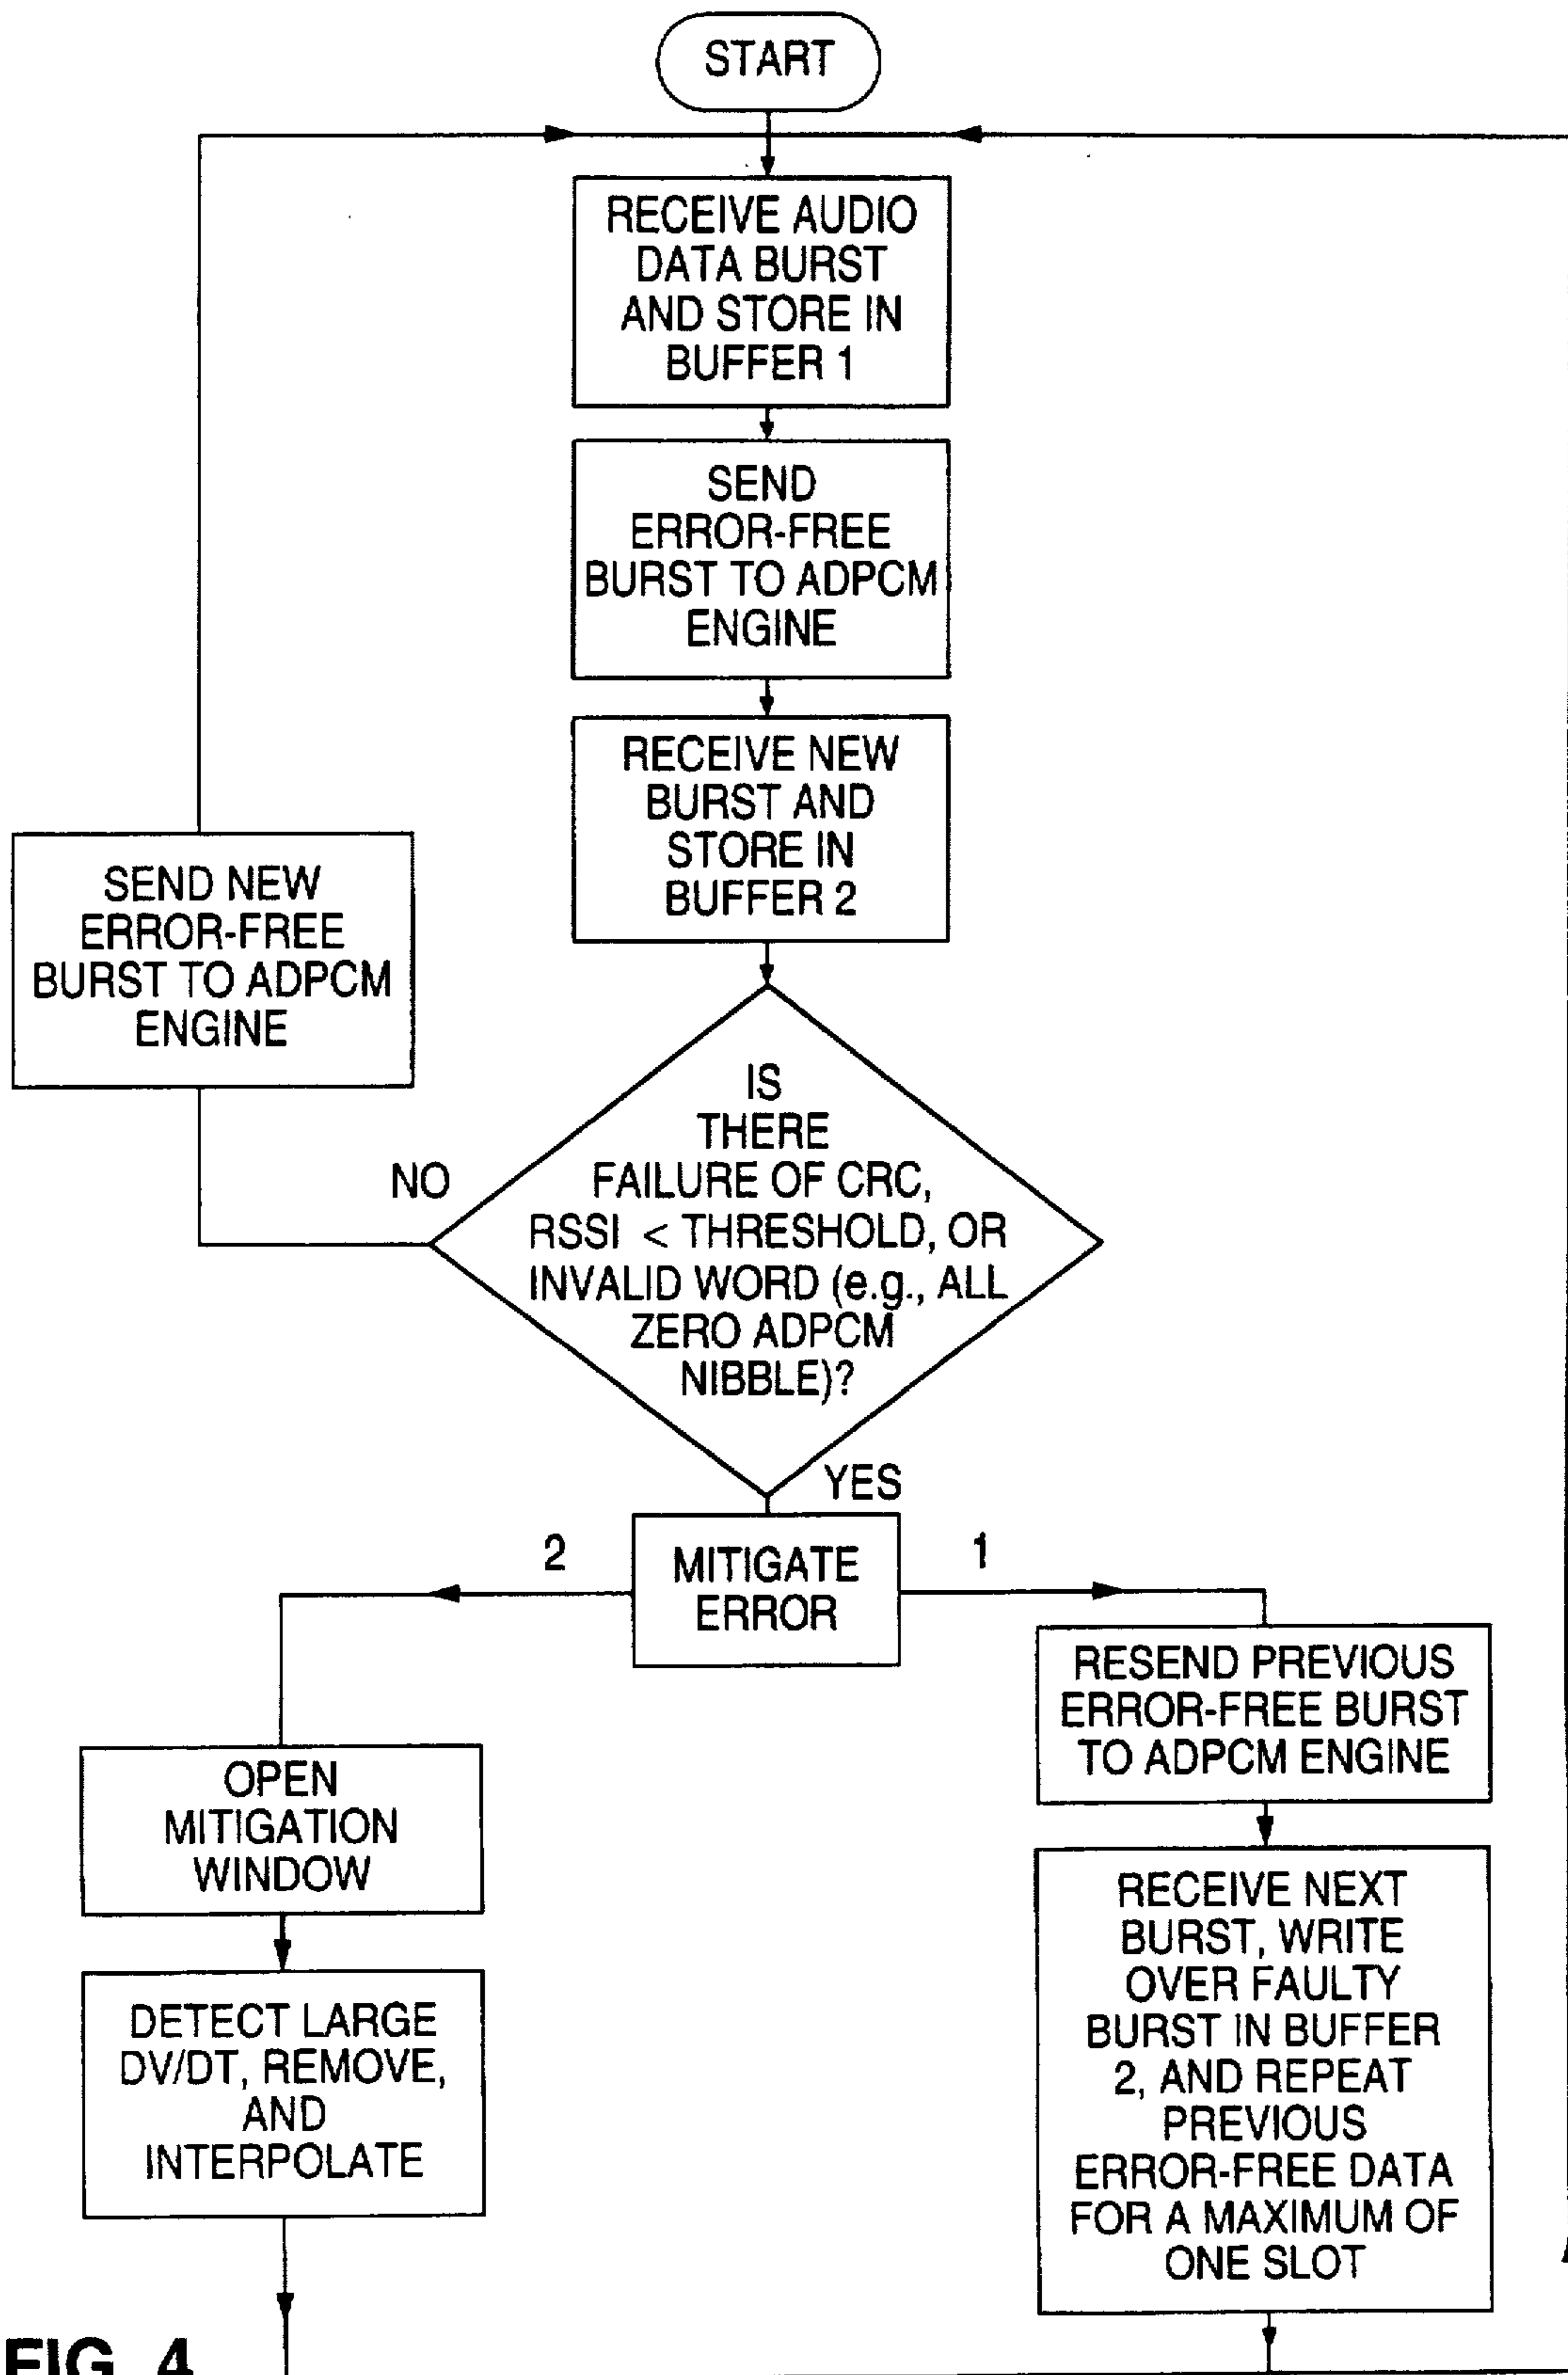 START
RECEIVE AUDIO
DATA BURST
AND STORE IN
BUFFER 1
SEND
ERROR-FREE
BURST TO ADPCM
ENGINE
RECEIVE NEW
BURST AND
STORE IN
BUFFER 2
SEND NEW
ERROR-FREE
BURST TO ADPCM
ENGINE
IS
THERE
FAILURE OF CRC,
RSSI < THRESHOLD, OR
INVALID WORD (e.g., ALL
ZERO ADPCM
NIBBLE)?
NO
YES
MITIGATE
ERROR
2
1
RESEND PREVIOUS
ERROR-FREE BURST
TO ADPCM ENGINE
OPEN
MITIGATION
WINDOW
RECEIVE NEXT
BURST, WRITE
OVER FAULTY
BURST IN BUFFER
2, AND REPEAT
PREVIOUS
ERROR-FREE DATA
FOR A MAXIMUM OF
ONE SLOT
DETECT LARGE
DV/DT, REMOVE,
AND
INTERPOLATE
FIG. 4